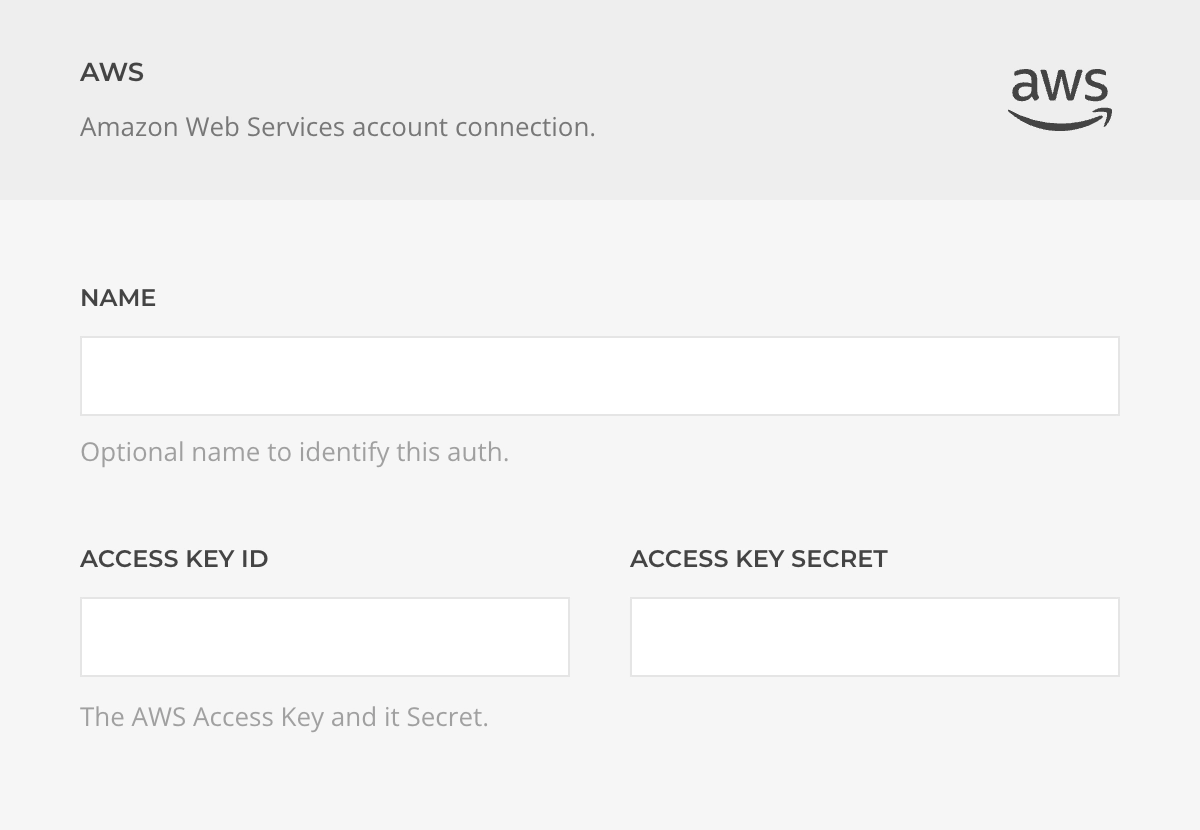 AWS
aws
Amazon Web Services account connection.
NAME
Optional name to identify this auth.
ACCESS KEY ID
ACCESS KEY SECRET
The AWS Access Key and it Secret.